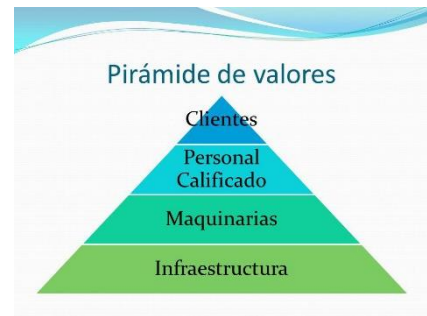 Pirámide de valores
Clientes
Personal
Calificado
Maquinarias
Infraestructura